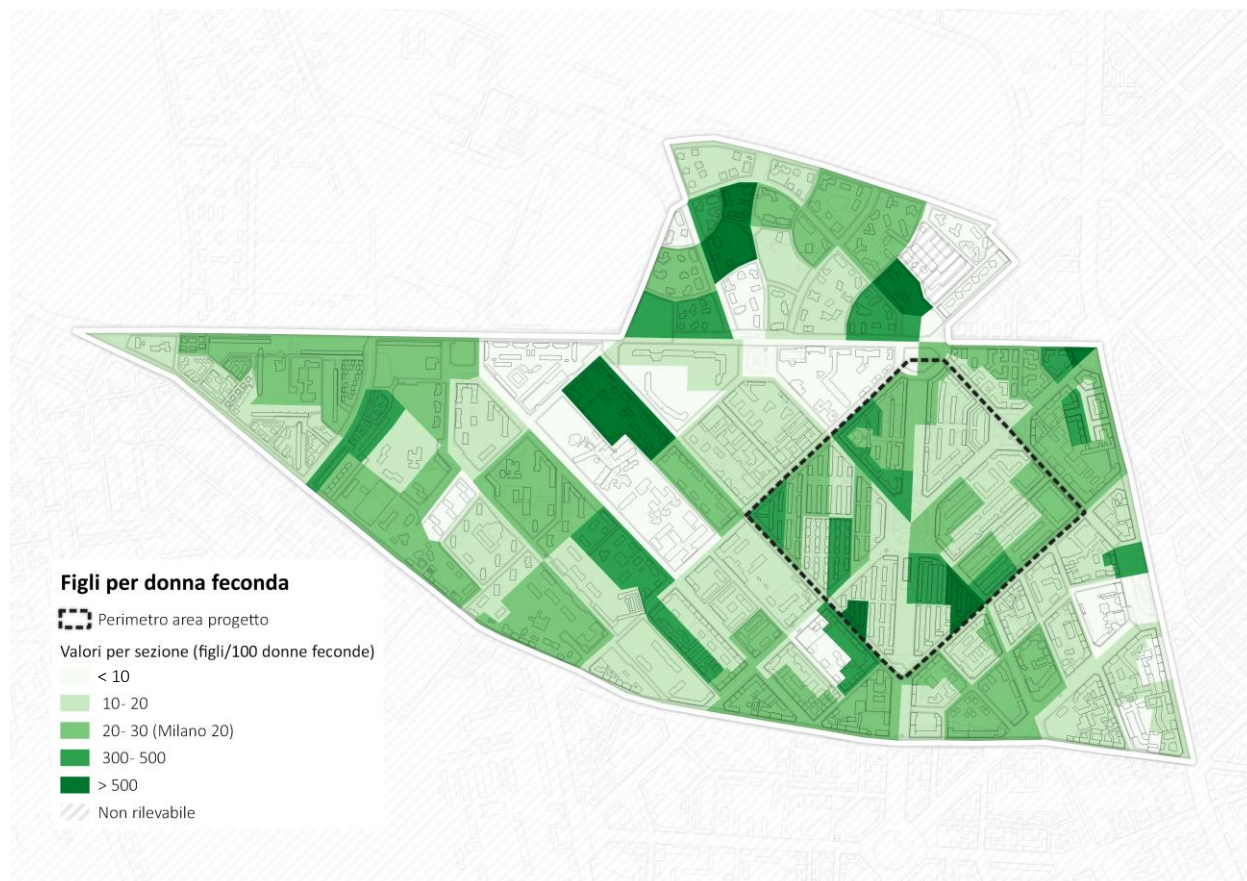 Figli per donna feconda
Perimetro area progetto
Valori per sezione (figli/100 donne feconde)
< 10
10- 20
20- 30 (Milano 20)
300- 500
> 500
Non rilevabile